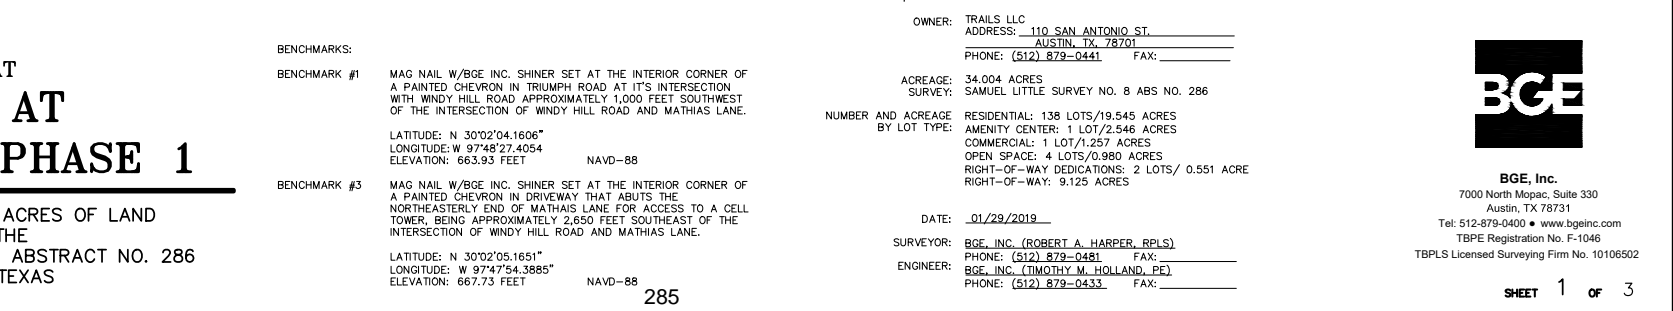 AT
AT
PHASE 1
ACRES OF LAND
THE
ABSTRACT NO. 286
TEXAS
BENCHMARKS:
BENCHMARK #1
MAG NAIL W/BGE INC. SHINER SET AT THE INTERIOR CORNER OF
A PAINTED CHEVRON IN TRIUMPH ROAD AT IT'S INTERSECTION
WITH WINDY HILL ROAD APPROXIMATELY 1,000 FEET SOUTHWEST
OF THE INTERSECTION OF WINDY HILL ROAD AND MATHIAS LANE.
LATITUDE: N 30°02'04.1606"
LONGITUDE: W 97°48'27.4054
ELEVATION: 663.93 FEET NAVD-88
BENCHMARK #3
MAG NAIL W/BGE INC. SHINER SET AT THE INTERIOR CORNER OF
A PAINTED CHEVRON IN DRIVEWAY THAT ABUTS THE
NORTHEASTERLY END OF MATHAIS LANE FOR ACCESS TO A CELL
TOWER, BEING APPROXIMATELY 2,650 FEET SOUTHEAST OF THE
INTERSECTION OF WINDY HILL ROAD AND MATHIAS LANE.
LATITUDE: N 30°02'05.1651"
LONGITUDE: W 97°47'54.3885"
ELEVATION: 667.73 FEET NAVD-88
285
OWNER: TRAILS LLC
ADDRESS: 110 SAN ANTONIO ST.
AUSTIN, TX, 78701
PHONE: (512) 879-0441 FAX:
ACREAGE: 34.004 ACRES
SURVEY: SAMUEL LITTLE SURVEY NO. 8 ABS NO. 286
NUMBER AND ACREAGE
BY LOT TYPE:
RESIDENTIAL: 138 LOTS/19.545 ACRES
AMENITY CENTER: 1 LOT/2.546 ACRES
COMMERCIAL: 1 LOT/1.257 ACRES
OPEN SPACE: 4 LOTS/0.980 ACRES
RIGHT-OF-WAY DEDICATIONS: 2 LOTS/ 0.551 ACRE
RIGHT-OF-WAY: 9.125 ACRES
DATE: 01/29/2019
SURVEYOR: BGE, INC. (ROBERT A. HARPER, RPLS)
PHONE: (512) 879-0481 FAX:
ENGINEER: BGE, INC. (TIMOTHY M. HOLLAND, PE)
PHONE: (512) 879-0433 FAX:
BGE
BGE, Inc.
7000 North Mopac, Suite 330
Austin, TX 78731
Tel: 512-879-0400 ● www.bgeinc.com
TBPE Registration No. F-1046
TBPLS Licensed Surveying Firm No. 10106502
SHEET 1 OF 3